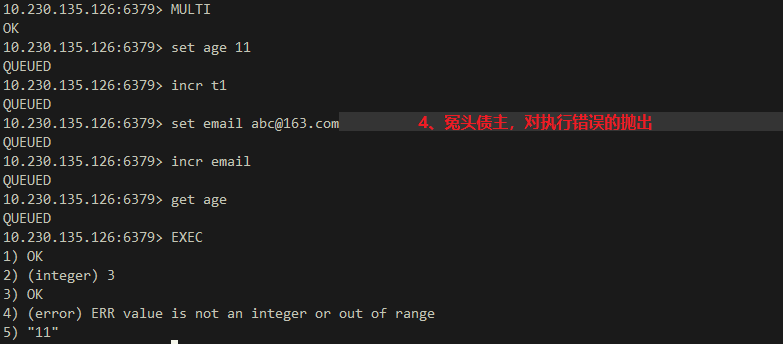 10.230.135.126:6379> MULTI
OK
10.230.135.126:6379> set age 11
QUEUED
10.230.135.126:6379> incr t1
QUEUED
10.230.135.126:6379> set email abc@163.com 4、冤头债主，对执行错误的抛出
QUEUED
10.230.135.126:6379> incr email
QUEUED
10.230.135.126:6379> get age
QUEUED
10.230.135.126:6379> EXEC
1) OK
2) (integer) 3
3) OK
4) (error) ERR value is not an integer or out of range
5) "11"